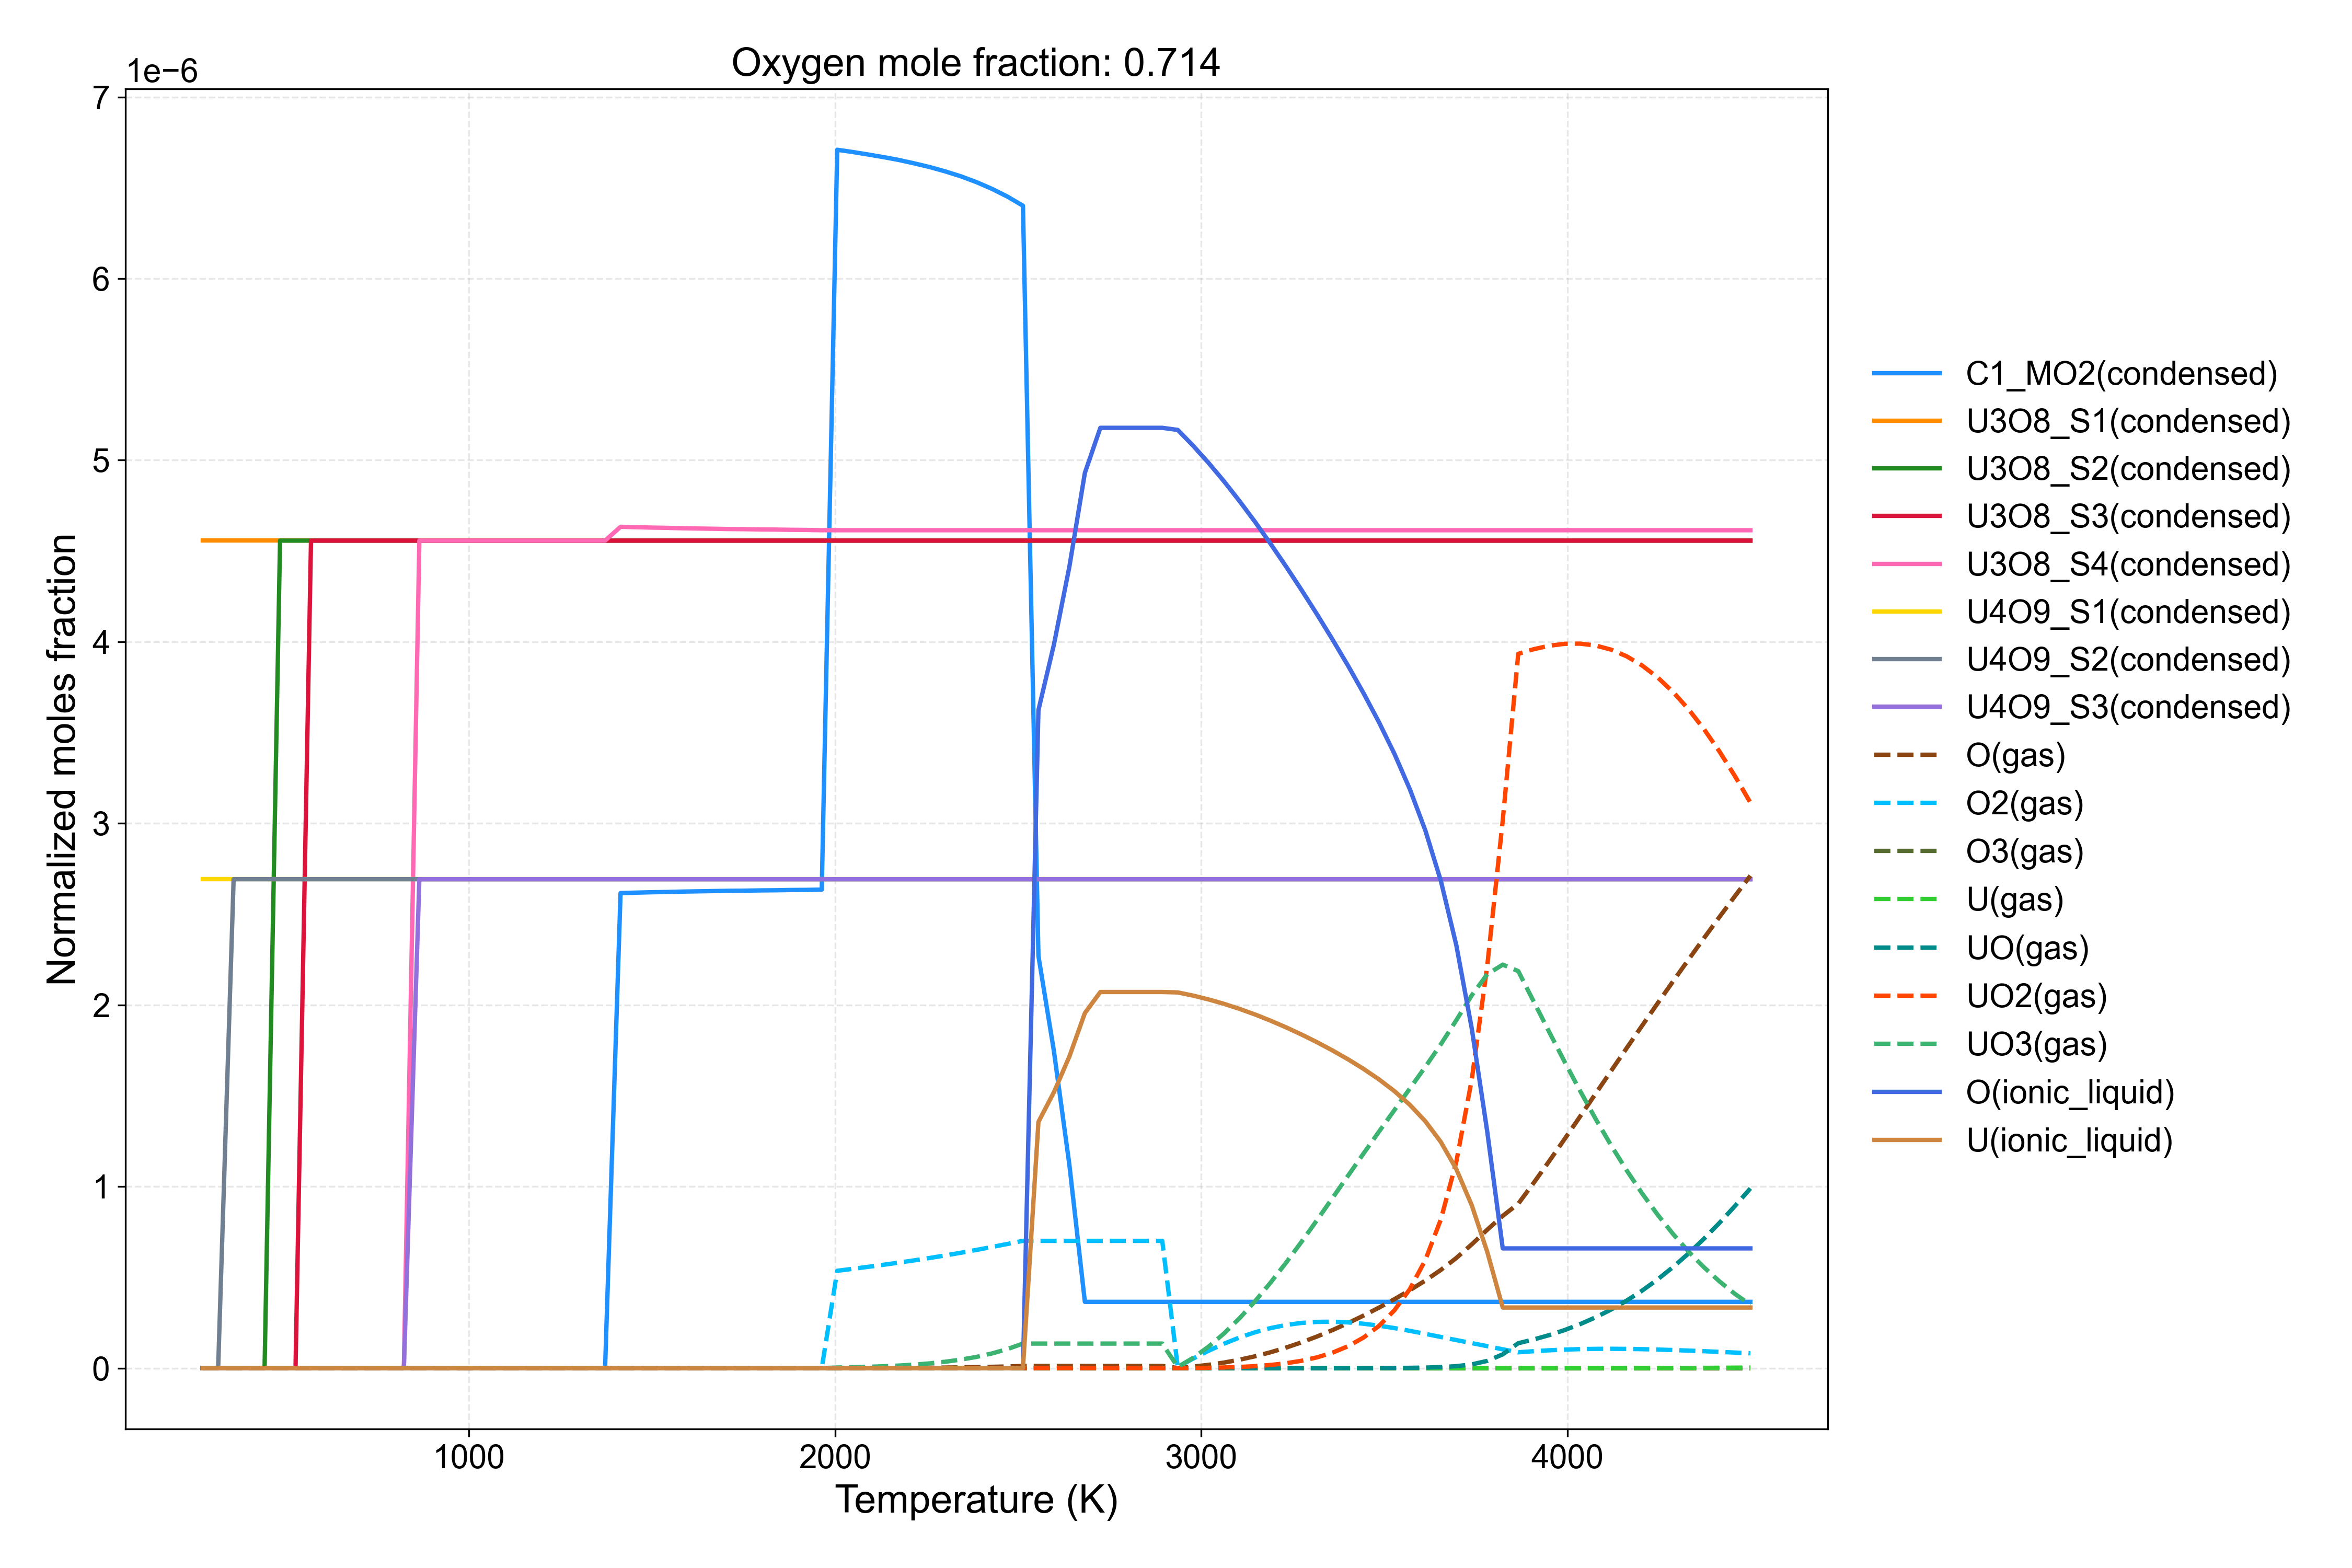 Oxygen mole fraction: 0.714
1e−6
7
6
5
4
3
2
1
0
Normalized moles fraction
1000
2000
3000
4000
Temperature (K)
C1_MO2(condensed)
U3O8_S1(condensed)
U3O8_S2(condensed)
U3O8_S3(condensed)
U3O8_S4(condensed)
U4O9_S1(condensed)
U4O9_S2(condensed)
U4O9_S3(condensed)
O(gas)
O2(gas)
O3(gas)
U(gas)
UO(gas)
UO2(gas)
UO3(gas)
O(ionic_liquid)
U(ionic_liquid)